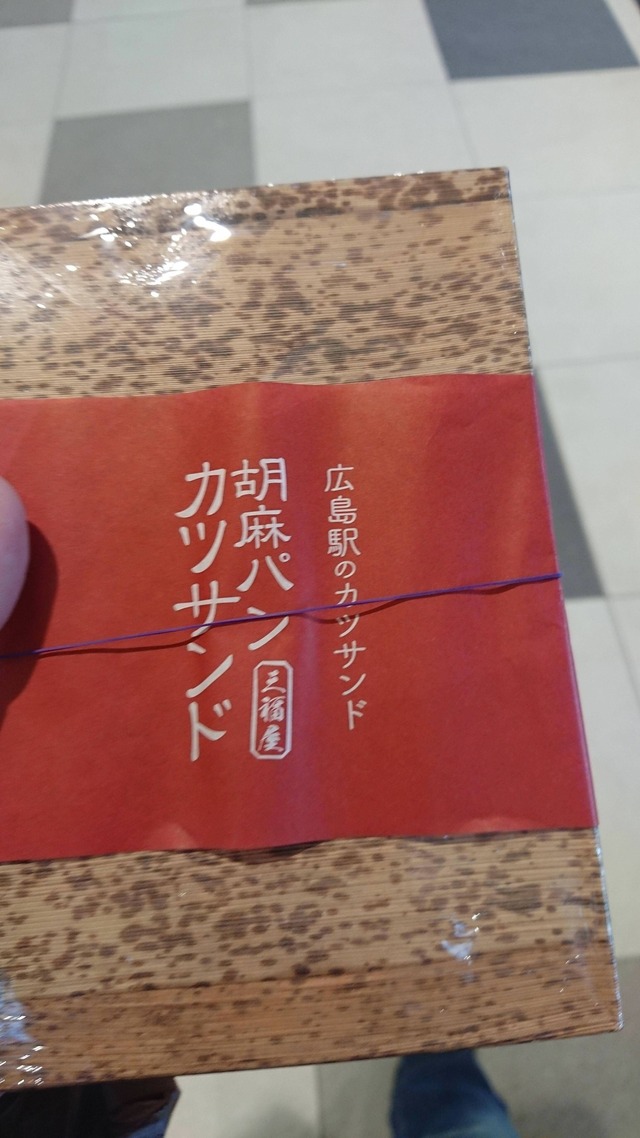 広島駅のカツサンド
胡麻パン
三福屋
カツサンド